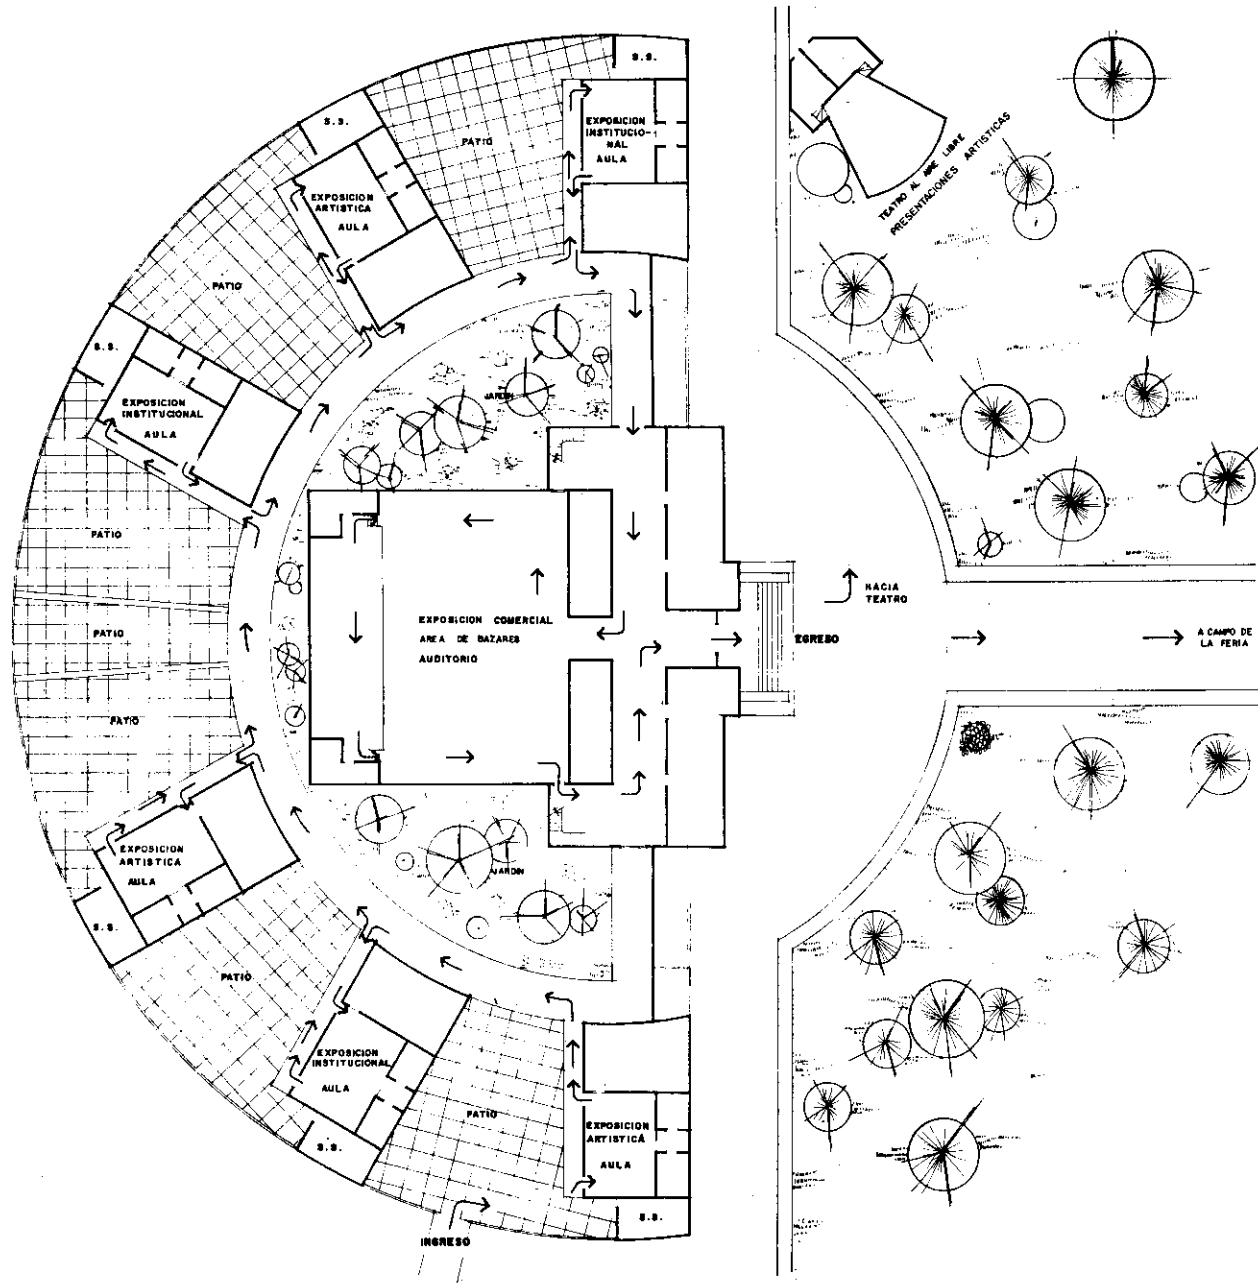 S.S.
EXPOSICION
INSTITUCIO-
NAL
AULA
PATIO
S.S.
EXPOSICION
ARTISTICA
AULA
PATIO
S.S.
EXPOSICION
INSTITUCIONAL
AULA
PATIO
PATIO
PATIO
JARDIN
TEATRO AL AIRE LIBRE
PRESENTACIONES ARTISTICAS
EXPOSICION COMERCIAL
AREA DE BAZARES
AUDITORIO
HACIA
TEATRO
EGRESO
A CAMPO DE
LA FERIA
EXPOSICION
ARTISTICA
AULA
S.S.
JARDIN
PATIO
EXPOSICION
INSTITUCIONAL
AULA
S.S.
PATIO
EXPOSICION
ARTISTICA
AULA
S.S.
INGRESO